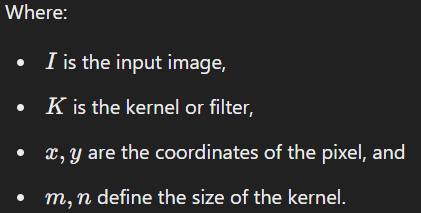 Where:
• I is the input image,
• K is the kernel or filter,
• x, y are the coordinates of the pixel, and
• m, n define the size of the kernel.